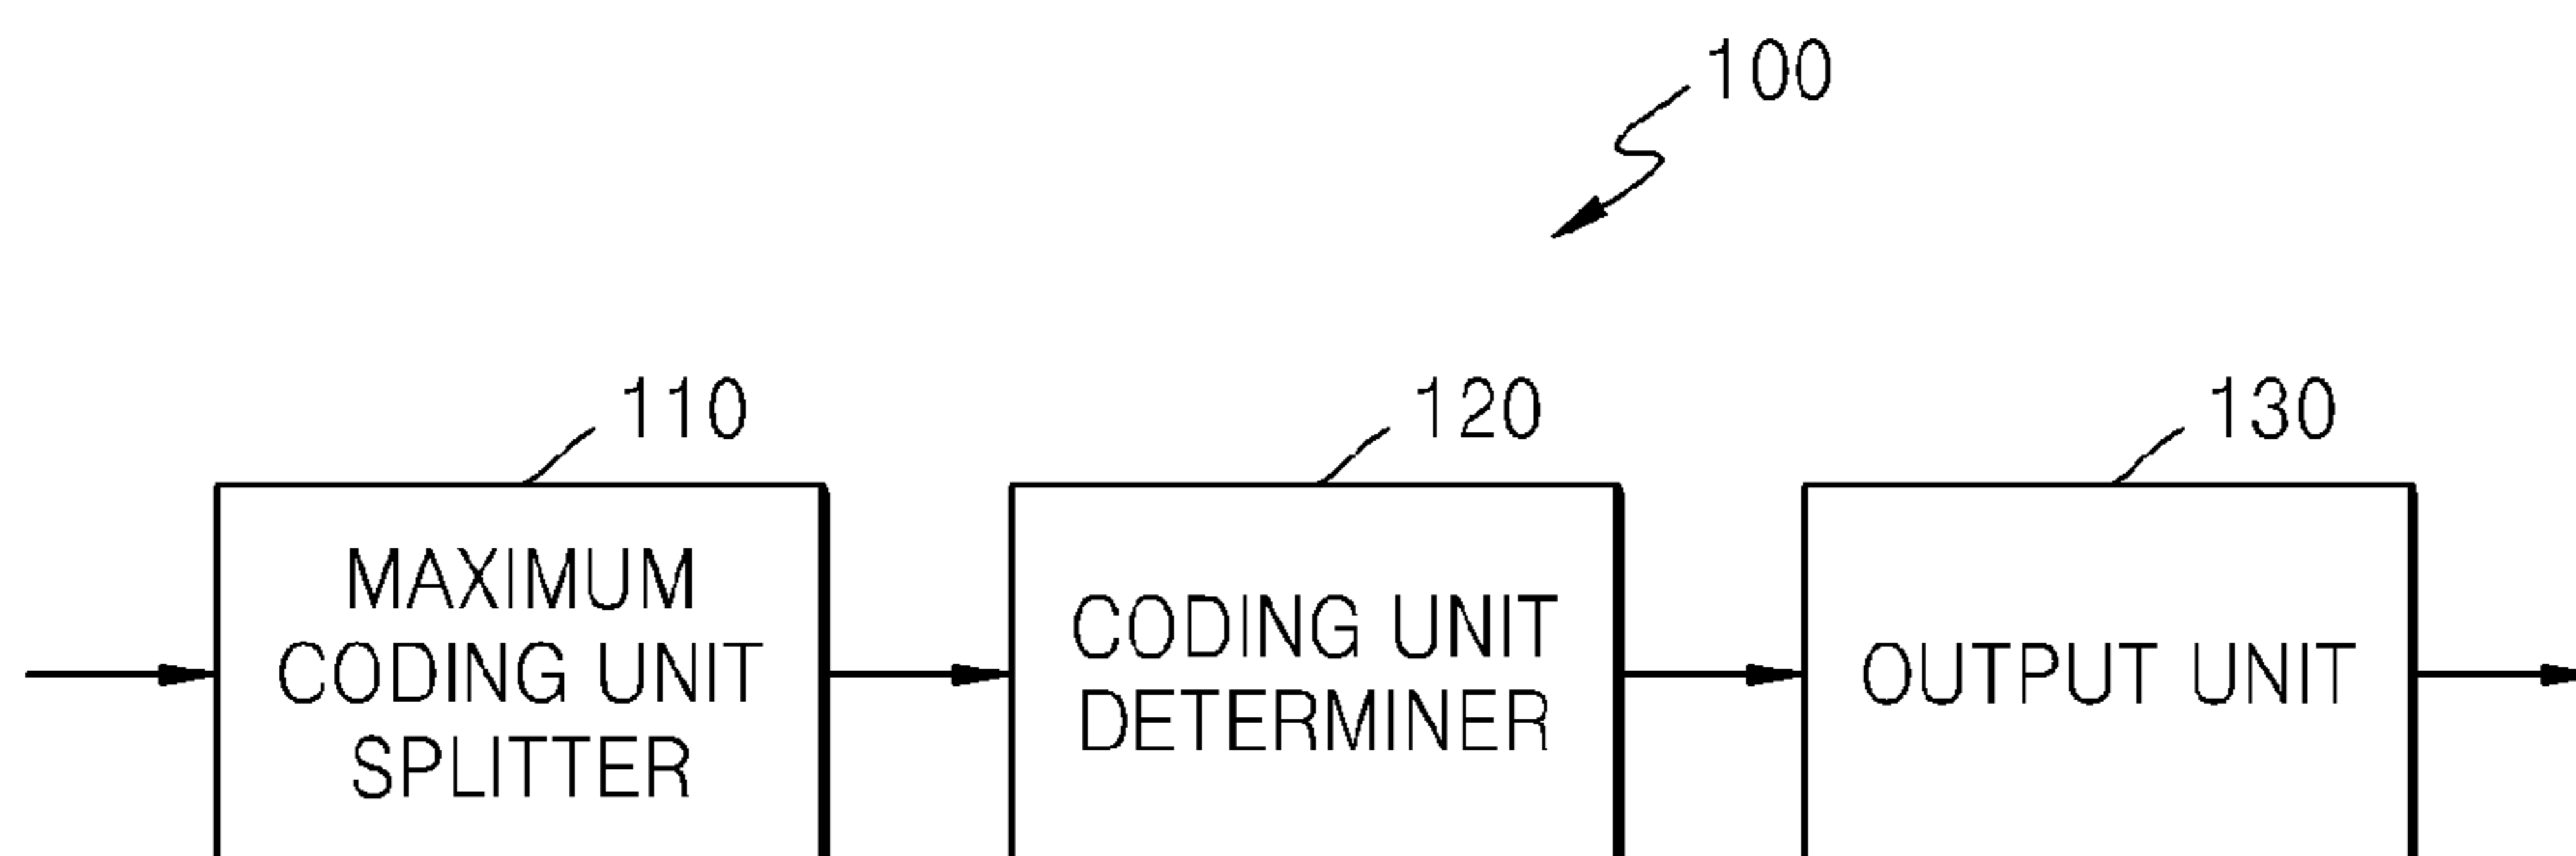 100
110
120
130
MAXIMUM
CODING UNIT
SPLITTER
CODING UNIT
DETERMINER
OUTPUT UNIT